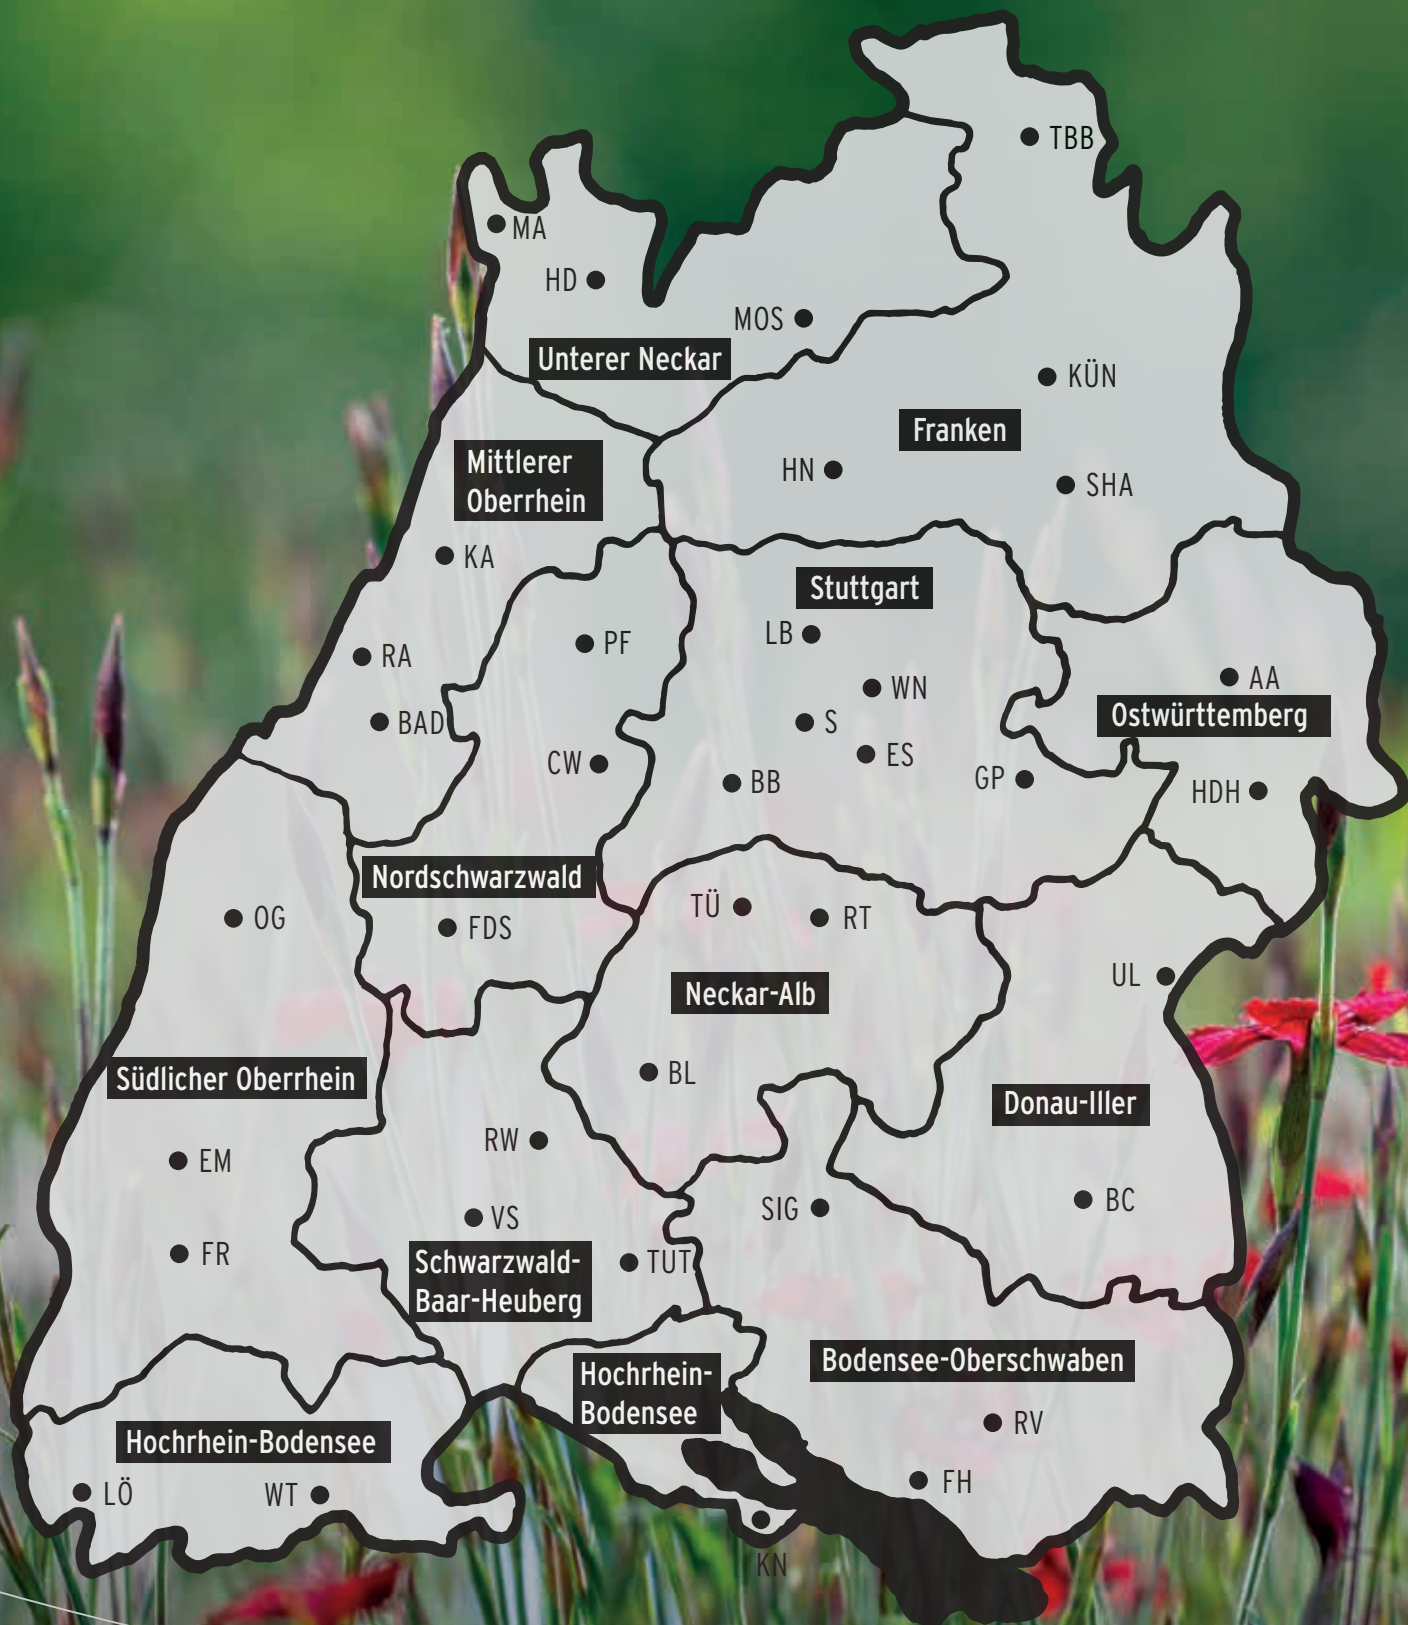 TBB
MA
HD
MOS
Unterer Neckar
KÜN
Franken
Mittlerer
Oberrhein
HN
SHA
KA
Stuttgart
LB
PF
RA
WN
AA
BAD
S
Ostwürttemberg
CW
ES
BB
GP
HDH
Nordschwarzwald
TÜ
RT
OG
FDS
UL
Neckar-Alb
BL
Südlicher Oberrhein
Donau-Iller
RW
EM
BC
SIG
VS
FR
TUT
Schwarzwald-
Baar-Heuberg
Bodensee-Oberschwaben
Hochrhein-
Bodensee
RV
Hochrhein-Bodensee
FH
LÖ
WT
KN